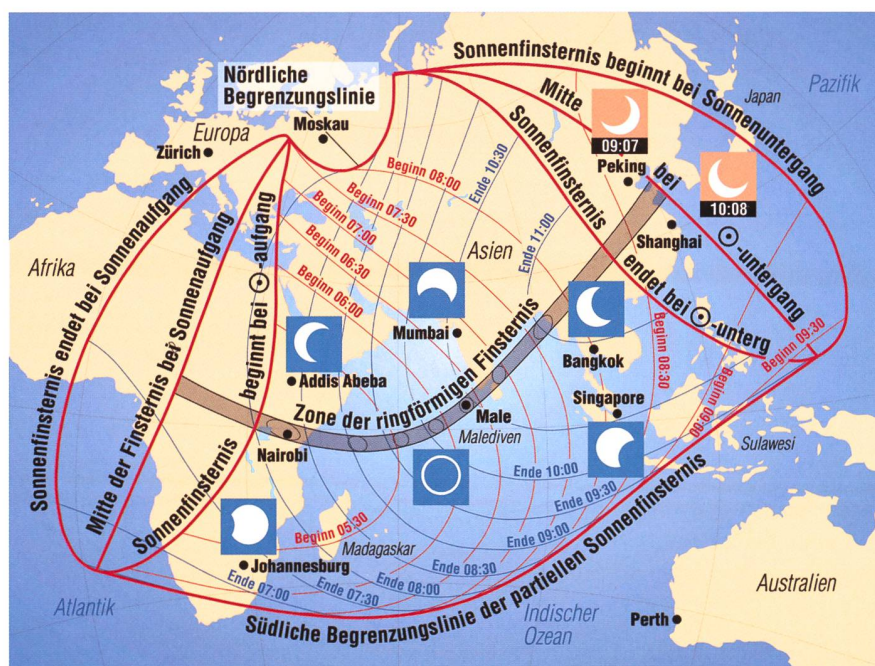 Sonnenfinsternis beginnt bei Sonnenuntergang
Pazifik
Japan
Nördliche
Begrenzungslinie
Mitte
bei
-untergang
Sonnenfinsternis
endet bei
-unterg
09:07
Peking
10:08
Shanghai
Europa
Moskau
Zürich
Afrika
Asien
Sonnenfinsternis endet bei Sonnenaufgang
Mitte der Finsternis bei Sonnenaufgang
Sonnenfinsternis
beginnt bei
-aufgang
Beginn 08:00
Beginn 07:30
Beginn 07:00
Beginn 06:30
Beginn 06:00
Ende 10:30
Ende 11:00
Mumbai
Bangkok
Addis Abeba
Singapore
Zone der ringförmigen Finsternis
Male
Malediven
Nairobi
Beginn 08:30
Beginn 09:00
Beginn 09:30
Sulawesi
Ende 10:00
Ende 09:30
Ende 09:00
Ende 08:30
Ende 08:00
Ende 07:30
Ende 07:00
Beginn 05:30
Madagaskar
Johannesburg
Atlantik
Südliche Begrenzungslinie der partiellen Sonnenfinsternis
Indischer
Ozean
Australien
Perth